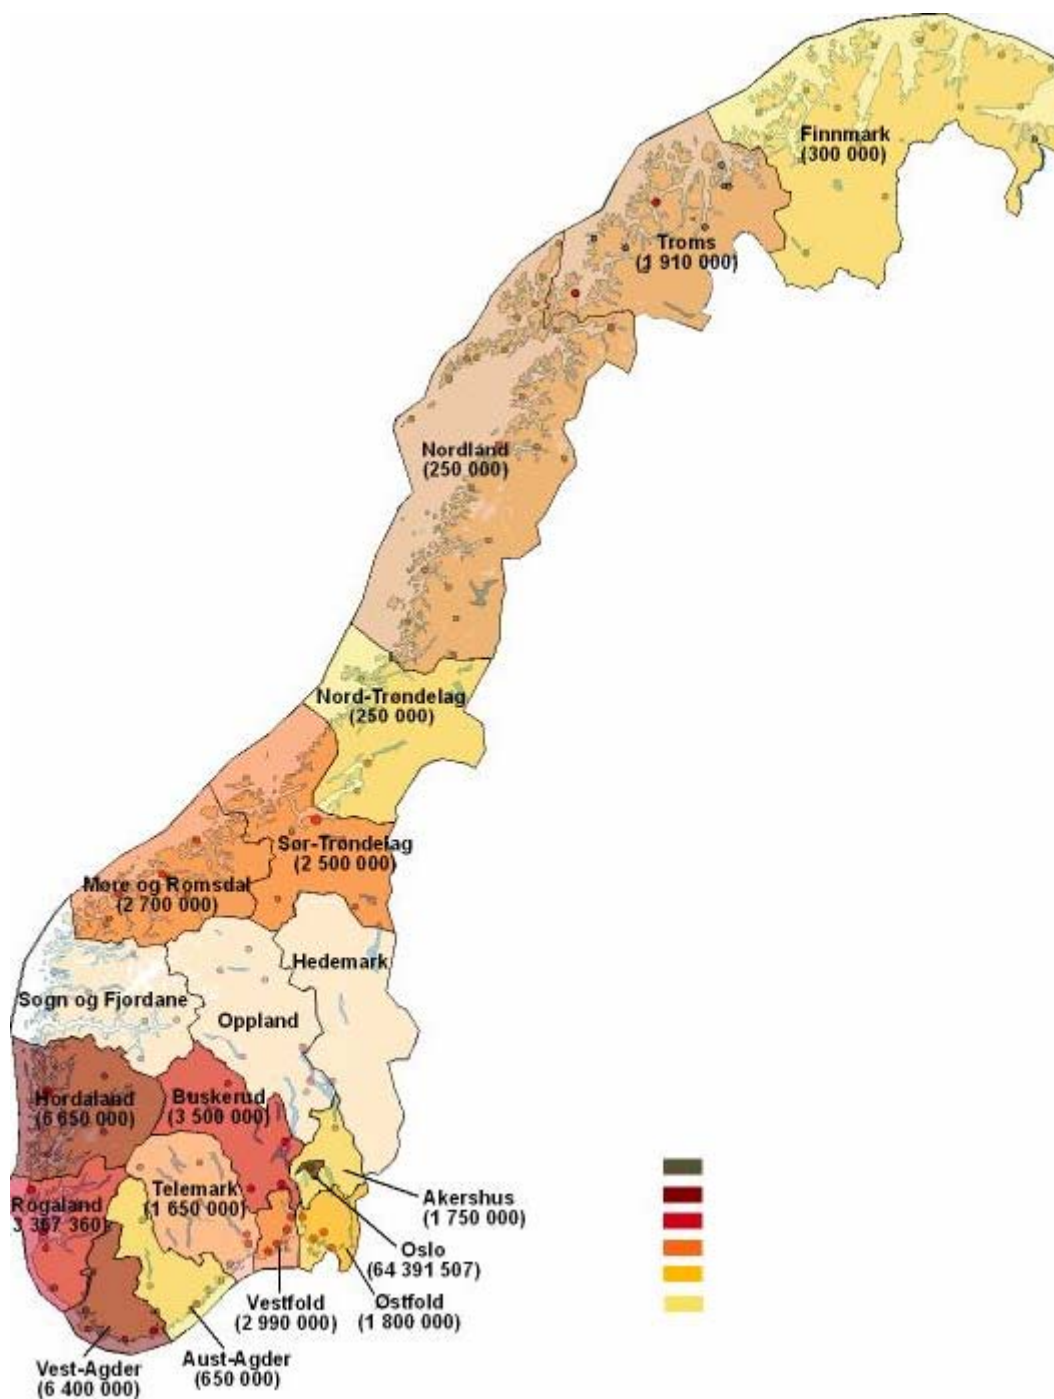 Finnmark
(300 000)
Troms
(1 910 000)
Nordland
(250 000)
Nord-Trøndelag
(250 000)
Sør-Trøndelag
(2 500 000)
Møre og Romsdal
(2 700 000)
Hedemark
Sogn og Fjordane
Oppland
Hordaland
(6 650 000)
Buskerud
(3 500 000)
Telemark
(1 650 000)
Rogaland
3 367 360)
Akershus
(1 750 000)
Oslo
(64 391 507)
Østfold
(1 800 000)
Vestfold
(2 990 000)
Aust-Agder
(650 000)
Vest-Agder
(6 400 000)